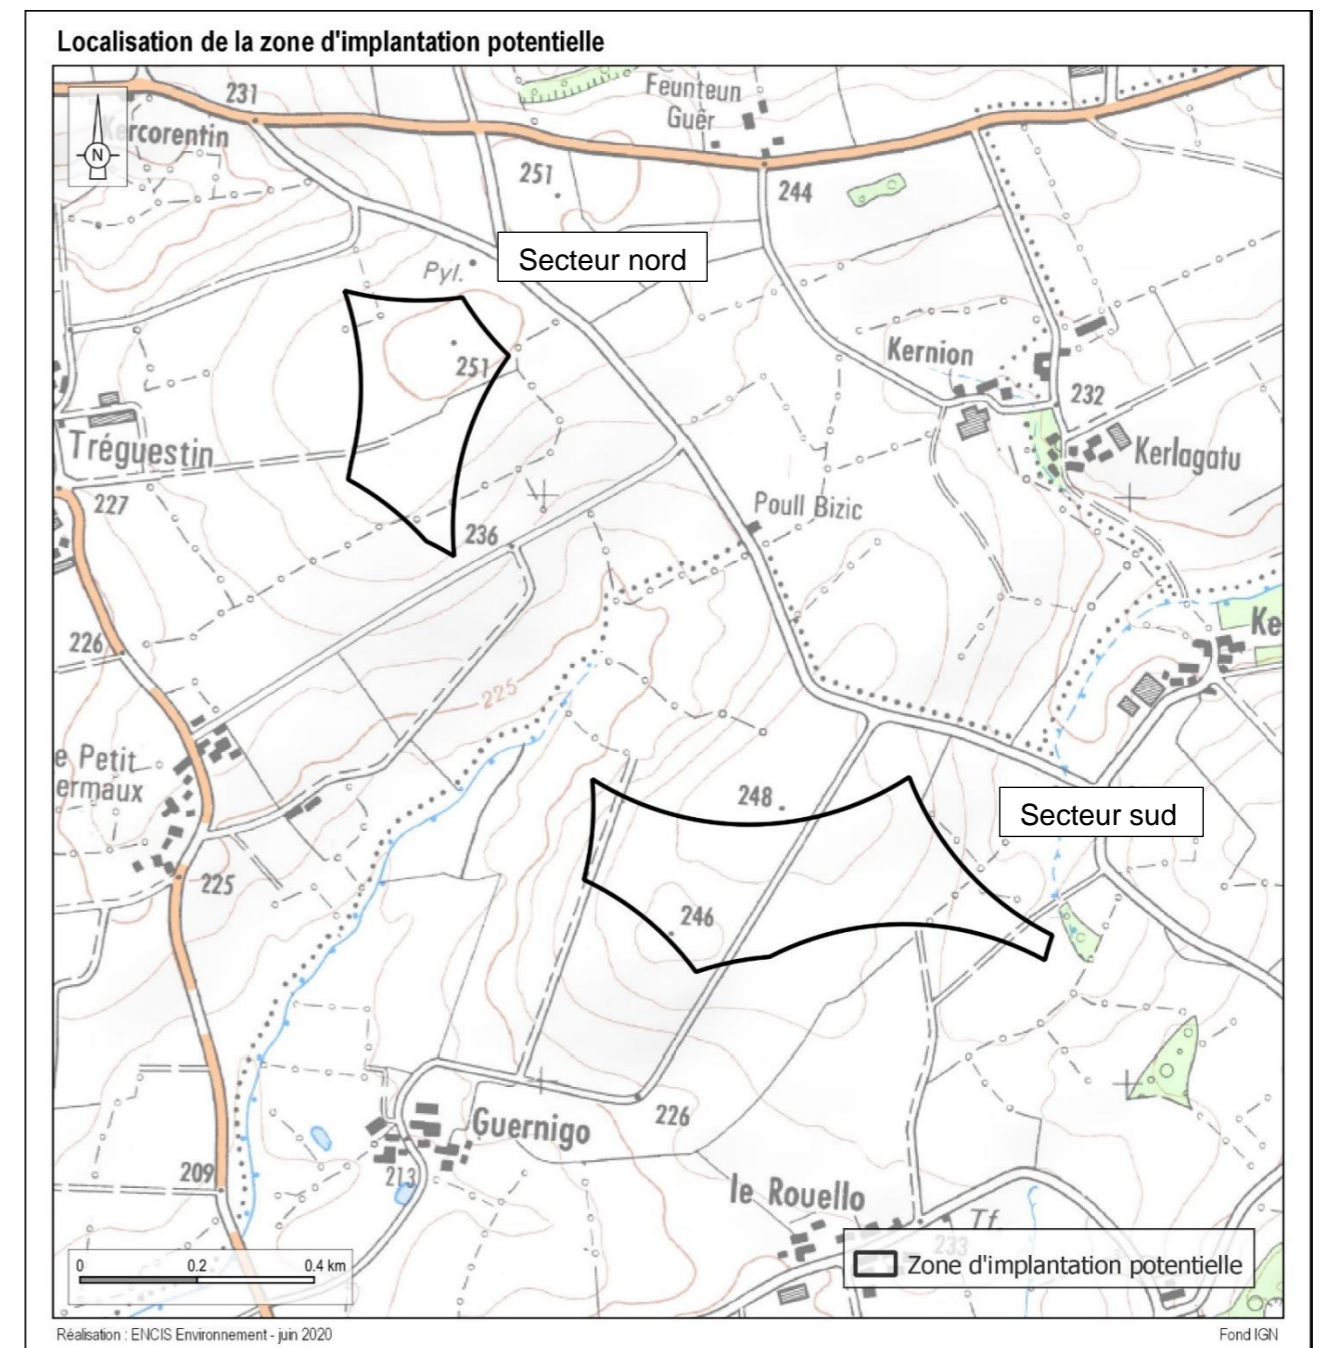 Localisation de la zone d'implantation potentielle
231
Feunteun
Guêr
rcorentin
N
251
244
Secteur nord
Pyl.
251
Kernion
232
Tréguestin
Kerlagatu
227
Poull Bizic
236
226
Ke
225
e Petit
ermaux
248
Secteur sud
225
246
226
Guernigo
209
213
le Rouello
Tf.
233
Zone d'implantation potentielle
0 0.2 0.4 km
Réalisation : ENCIS Environnement - juin 2020
Fond IGN